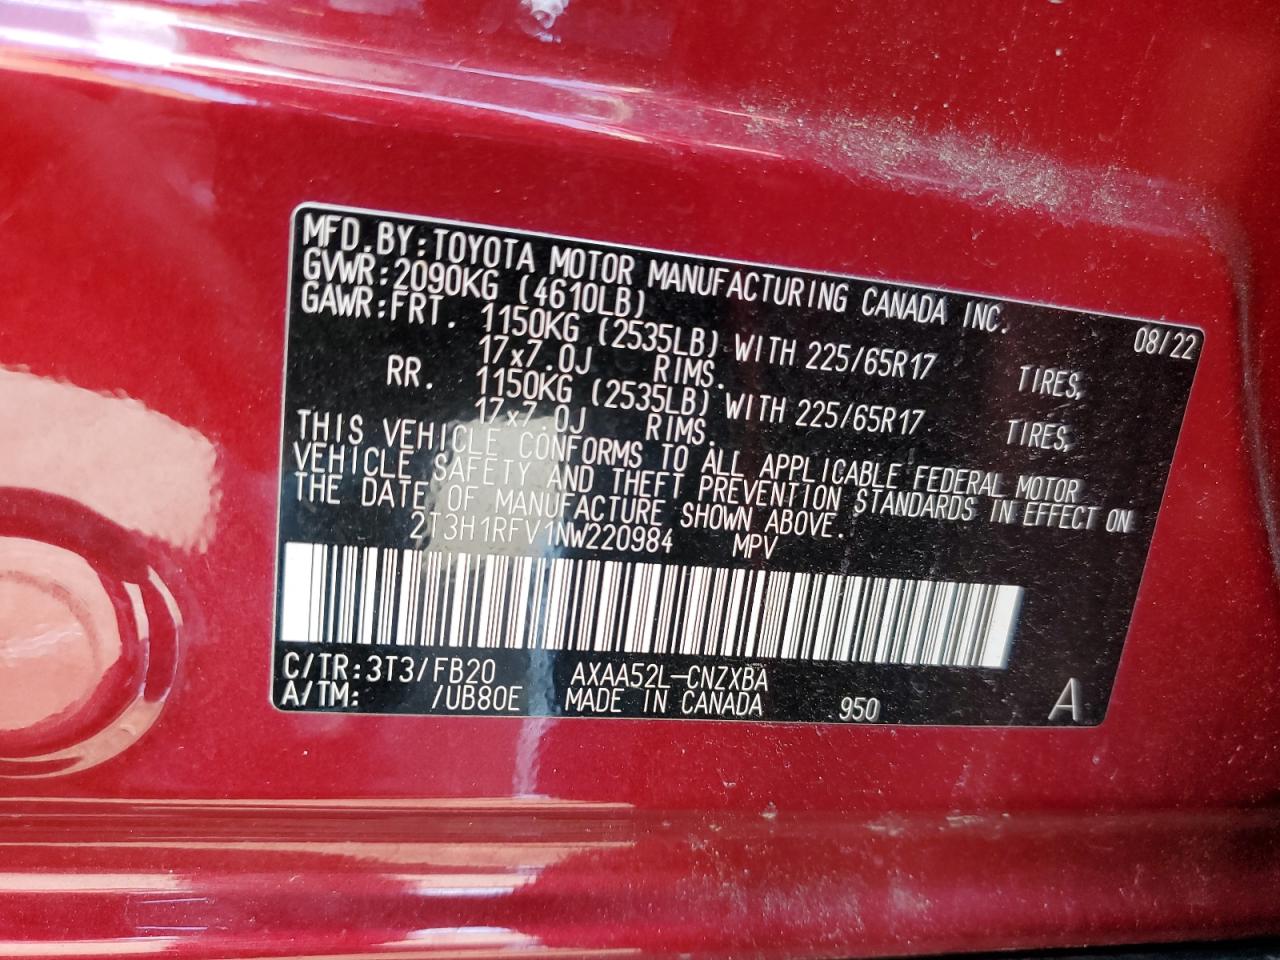 MFD.BY:TOYOTA MOTOR MANUFACTURING CANADA INC. 08/22
GVWR:2090KG (4610LB)
GAWR:FRT. 1150KG (2535LB) WITH 225/65R17 TIRES,
17x7.0J RIMS.
RR. 1150KG (2535LB) WITH 225/65R17 TIRES,
17x7.0J RIMS.
THIS VEHICLE CONFORMS TO ALL APPLICABLE FEDERAL MOTOR
VEHICLE SAFETY AND THEFT PREVENTION STANDARDS IN EFFECT ON
THE DATE OF MANUFACTURE SHOWN ABOVE.
2T3H1RFV1NW220984 MPV
C/TR:3T3/FB20 AXAA52L-CNZXBA
A/TM: /UB80E MADE IN CANADA 950 A